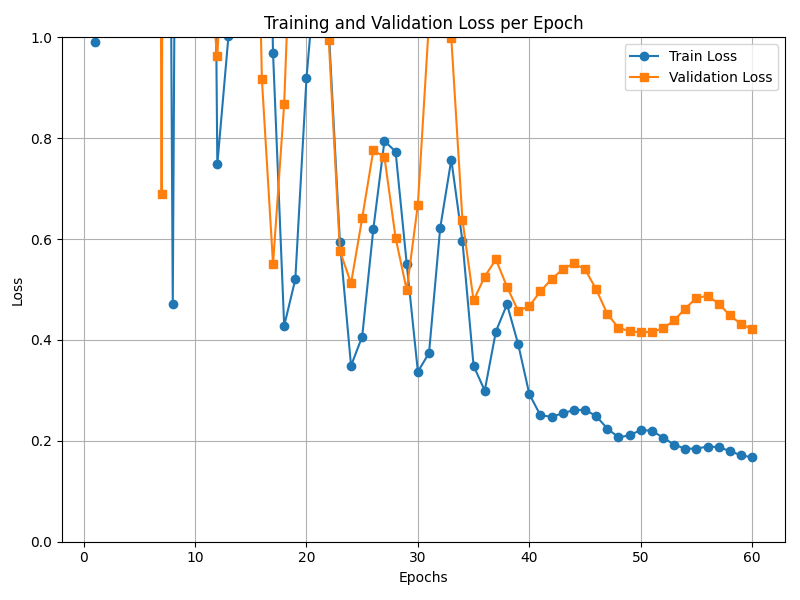 Training and Validation Loss per Epoch
Train Loss
Validation Loss
Loss
1.0
0.8
0.6
0.4
0.2
0.0
0 10 20 30 40 50 60
Epochs